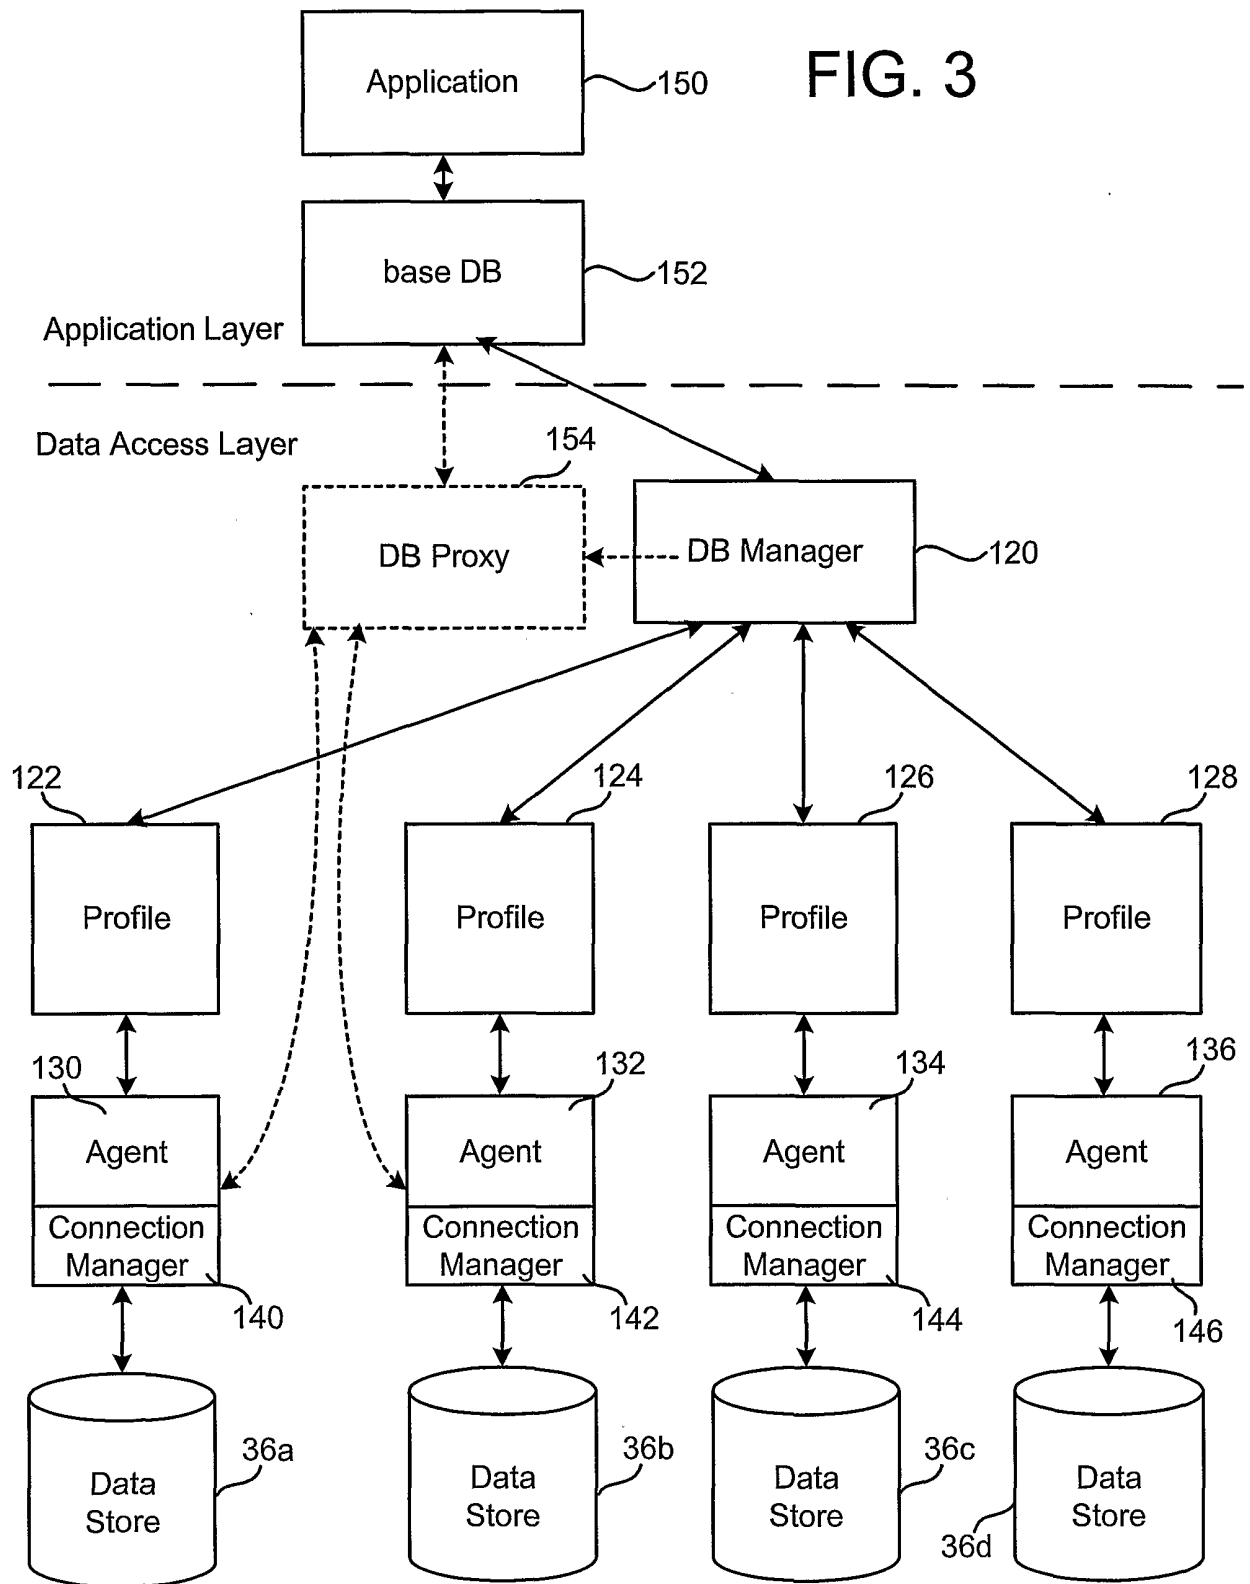 FIG. 3
Application
150
base DB
152
Application Layer
Data Access Layer
154
DB Proxy
DB Manager
120
122
124
126
128
Profile
Profile
Profile
Profile
130
132
134
136
Agent
Agent
Agent
Agent
Connection
Manager
Connection
Manager
Connection
Manager
Connection
Manager
140
142
144
146
36a
36b
36c
36d
Data
Store
Data
Store
Data
Store
Data
Store